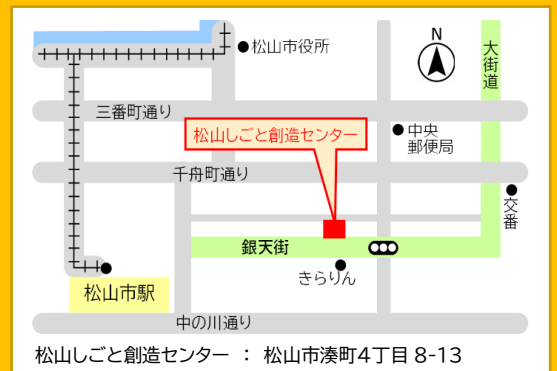 松山市役所
N
大街道
三番町通り
松山しごと創造センター
中央
郵便局
千舟町通り
交番
銀天街
きらりん
松山市駅
中の川通り
松山しごと創造センター ： 松山市湊町4丁目 8-13